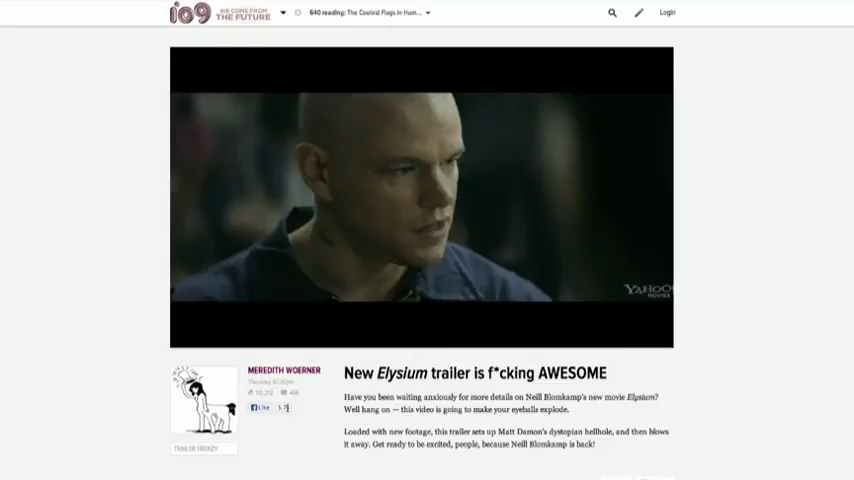 io9 WE COME FROM
THE FUTURE
640 reading: The Coolest Flags in Hum...
Login
YAHOO!
MOVIES
MEREDITH WOERNER
New Elysium trailer is f*cking AWESOME
Have you been waiting anxiously for more details on Neill Blomkamp's new movie Elysium?
Well hang on — this video is going to make your eyeballs explode.
Like
Loaded with new footage, this trailer sets up Matt Damon's dystopian hellhole, and then blows
it away. Get ready to be excited, people, because Neill Blomkamp is back!
TRAILER FRENZY